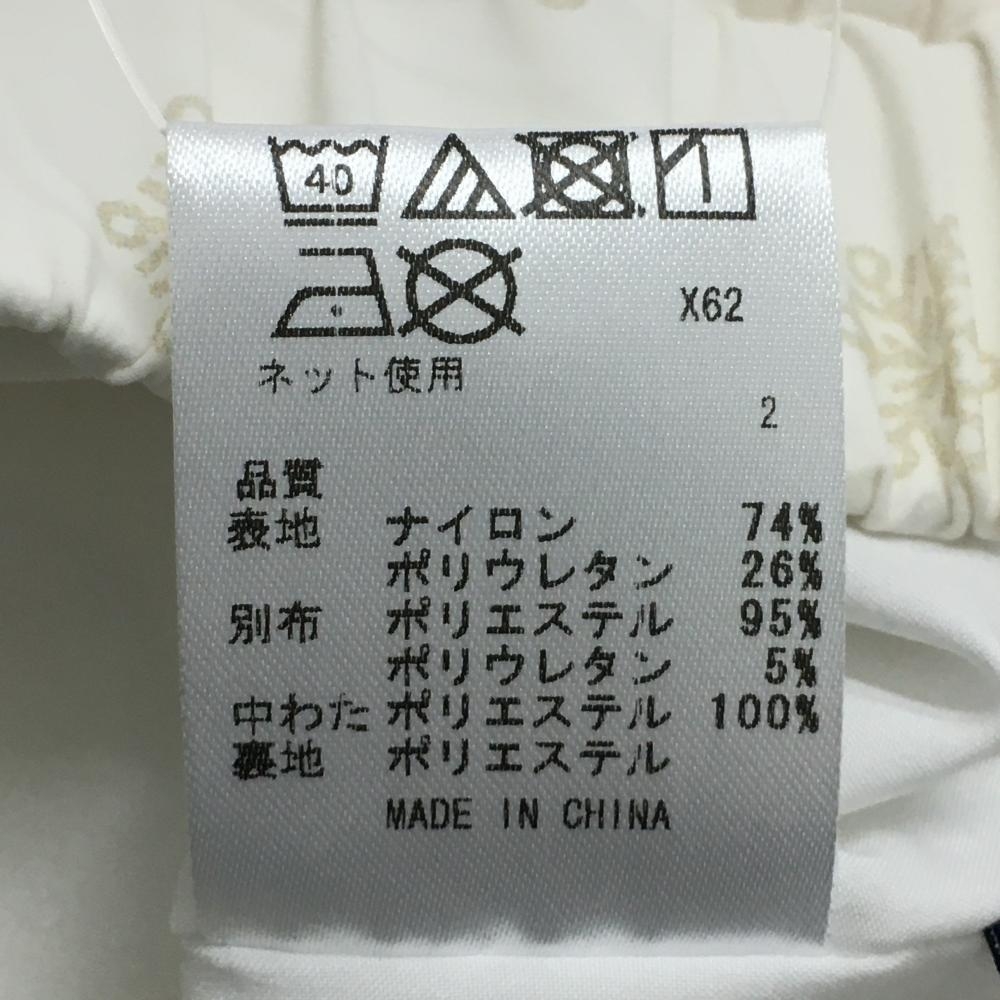 40
X62
ネット使用
2
品質
表地 ナイロン 74%
ポリウレタン 26%
別布 ポリエステル 95%
ポリウレタン 5%
中わた ポリエステル 100%
裏地 ポリエステル
MADE IN CHINA